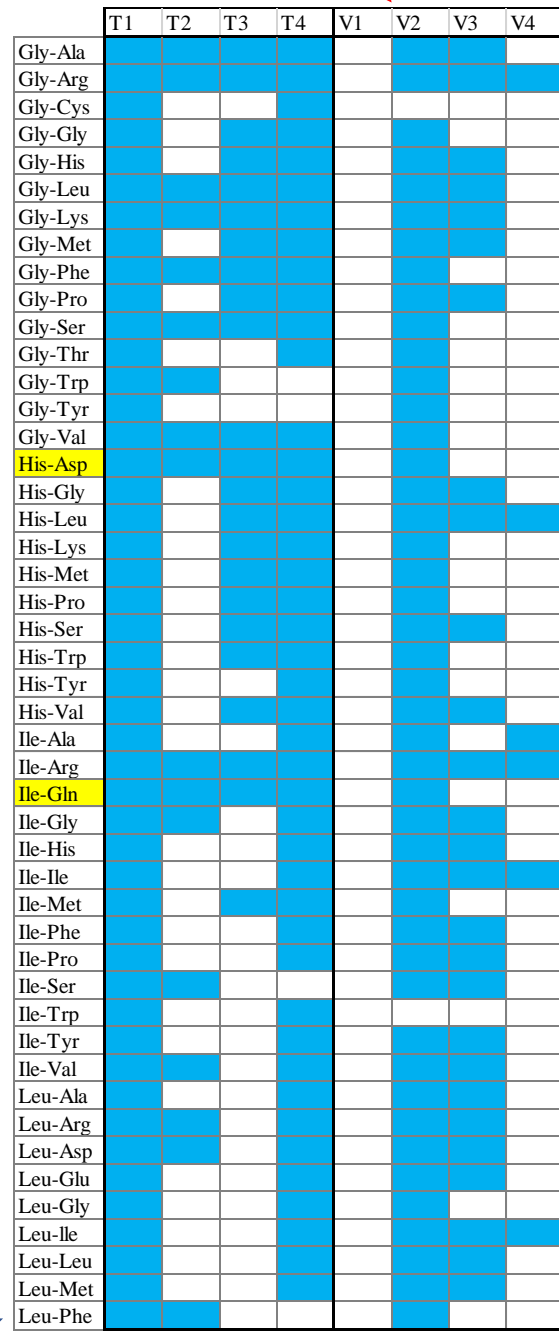 T1 T2 T3 T4 V1 V2 V3 V4
Gly-Ala
Gly-Arg
Gly-Cys
Gly-Gly
Gly-His
Gly-Leu
Gly-Lys
Gly-Met
Gly-Phe
Gly-Pro
Gly-Ser
Gly-Thr
Gly-Trp
Gly-Tyr
Gly-Val
His-Asp
His-Gly
His-Leu
His-Lys
His-Met
His-Pro
His-Ser
His-Trp
His-Tyr
His-Val
Ile-Ala
Ile-Arg
Ile-Gln
Ile-Gly
Ile-His
Ile-Ile
Ile-Met
Ile-Phe
Ile-Pro
Ile-Ser
Ile-Trp
Ile-Tyr
Ile-Val
Leu-Ala
Leu-Arg
Leu-Asp
Leu-Glu
Leu-Gly
Leu-Ile
Leu-Leu
Leu-Met
Leu-Phe